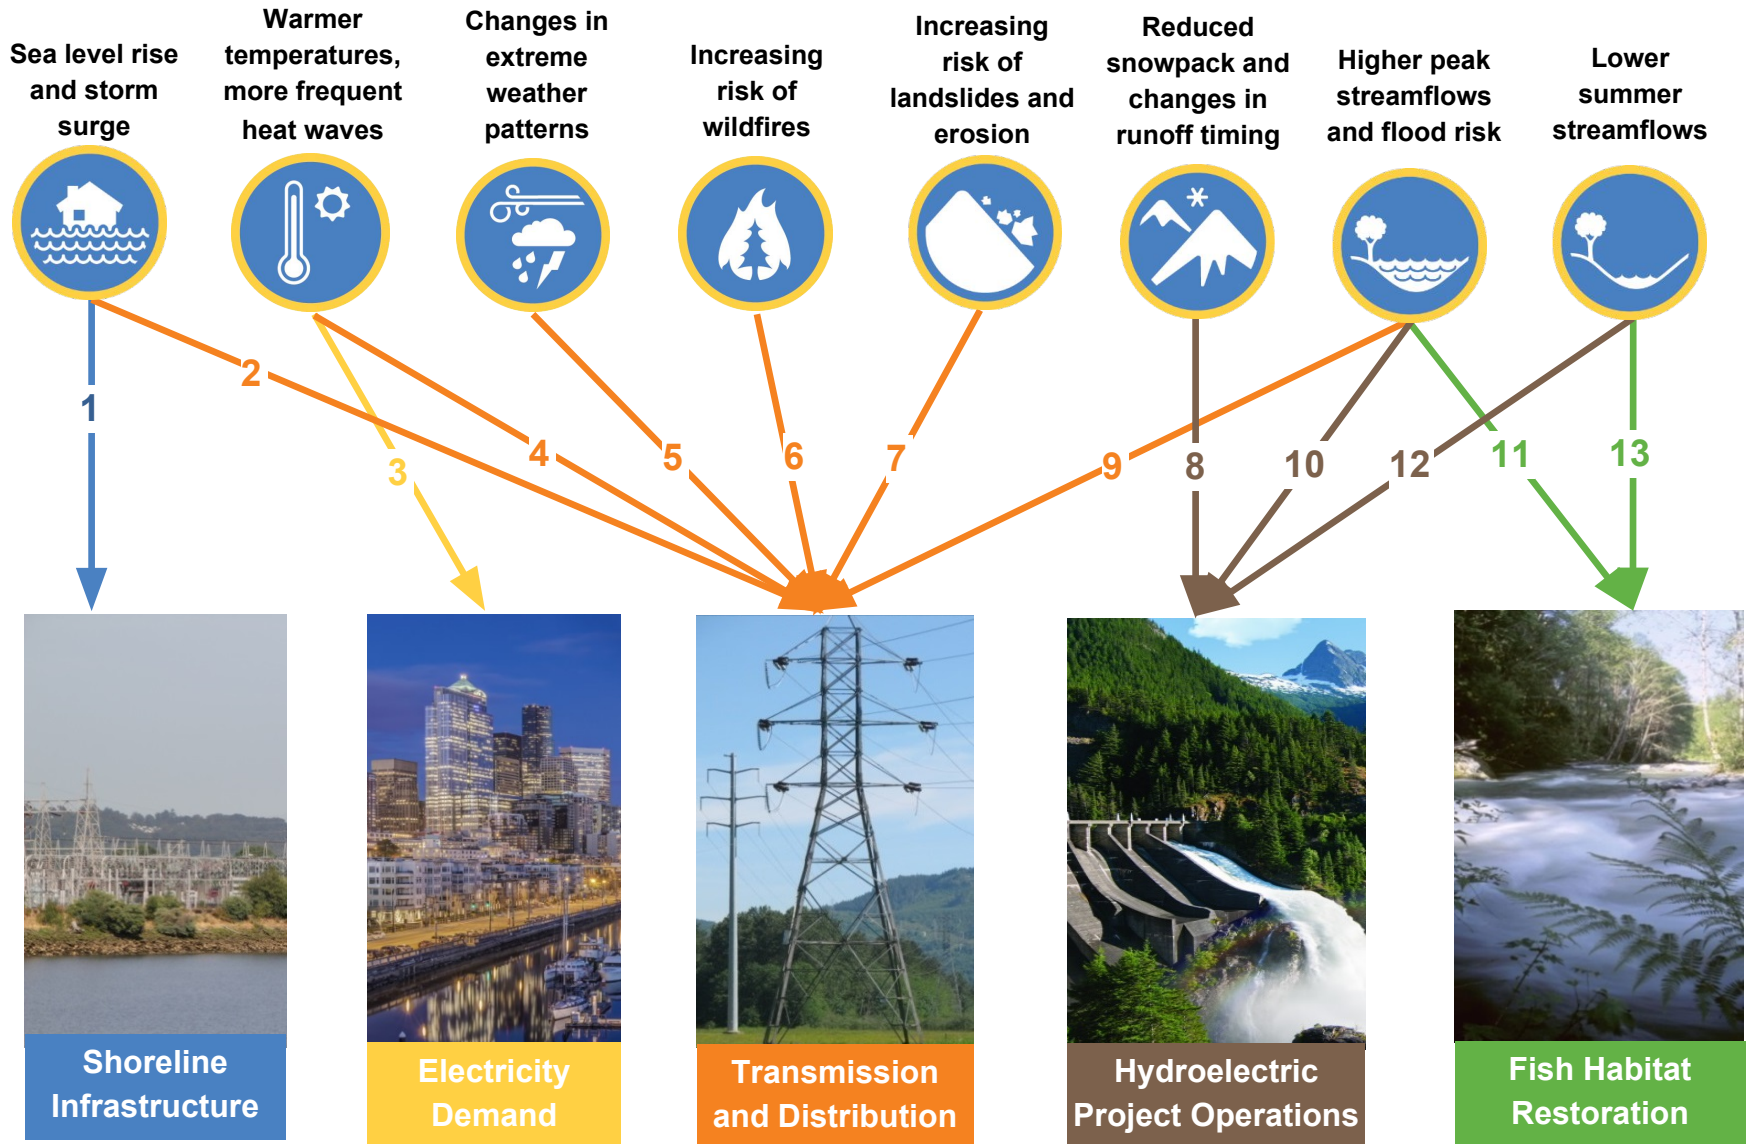 Sea level rise
and storm
surge
Warmer
temperatures,
more frequent
heat waves
Changes in
extreme
weather
patterns
Increasing
risk of
wildfires
Increasing
risk of
landslides and
erosion
Reduced
snowpack and
changes in
runoff timing
Higher peak
streamflows
and flood risk
Lower
summer
streamflows
1
2
3
4
5
6
7
8
9
10
11
12
13
Shoreline
Infrastructure
Electricity
Demand
Transmission
and Distribution
Hydroelectric
Project Operations
Fish Habitat
Restoration